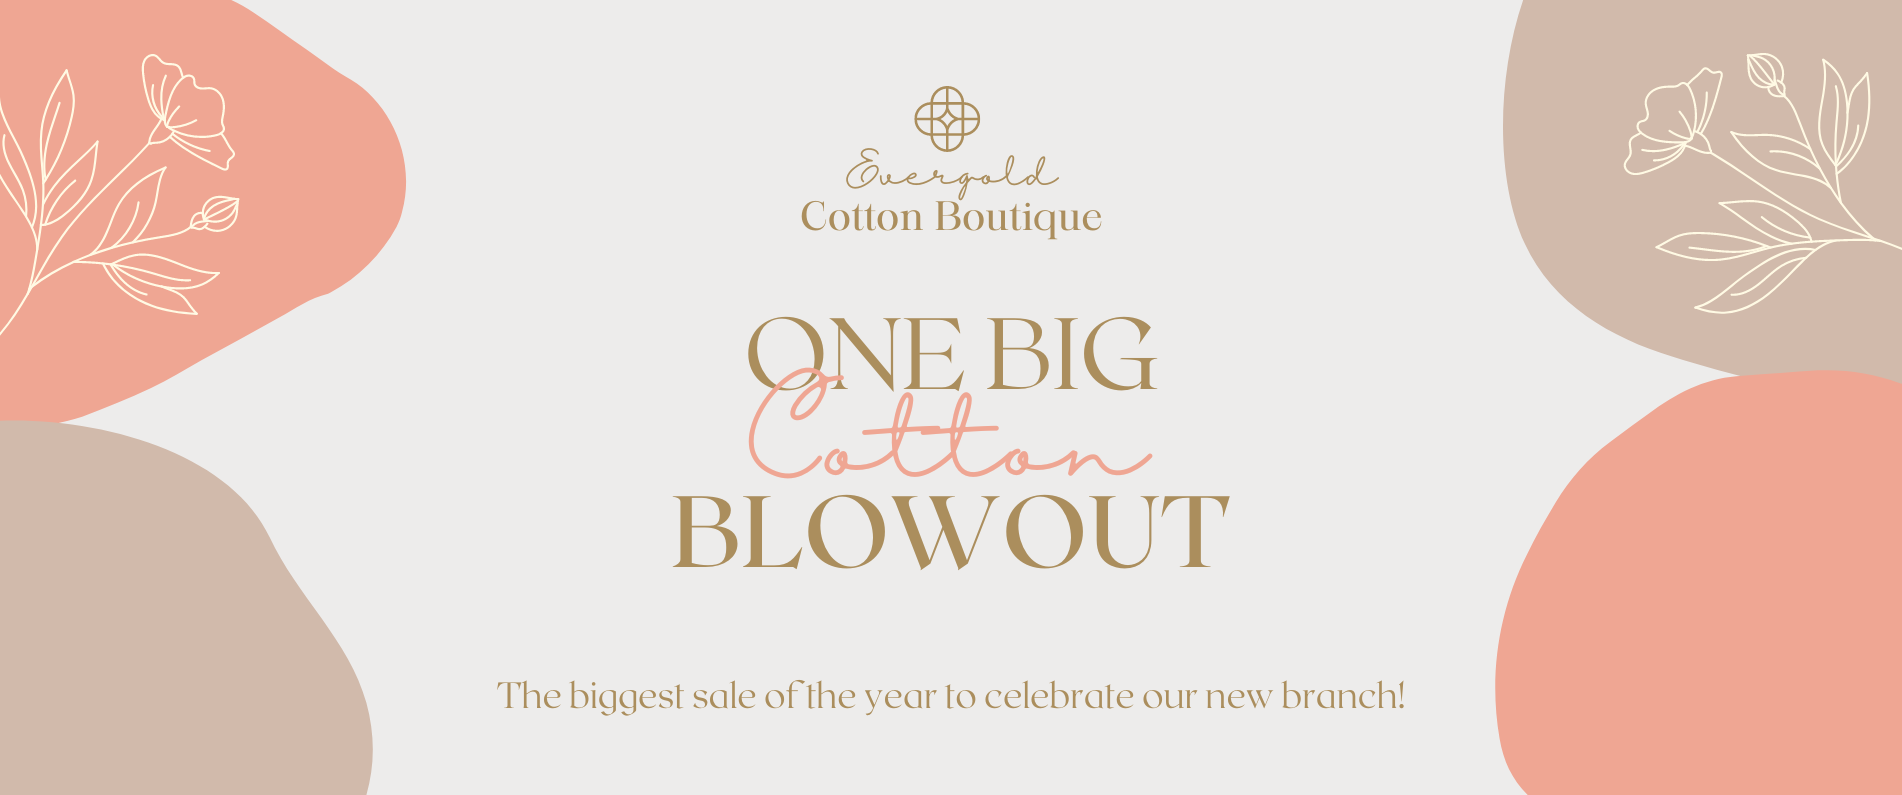 Evergold
Cotton Boutique
ONE BIG
Cotton
BLOWOUT
The biggest sale of the year to celebrate our new branch!